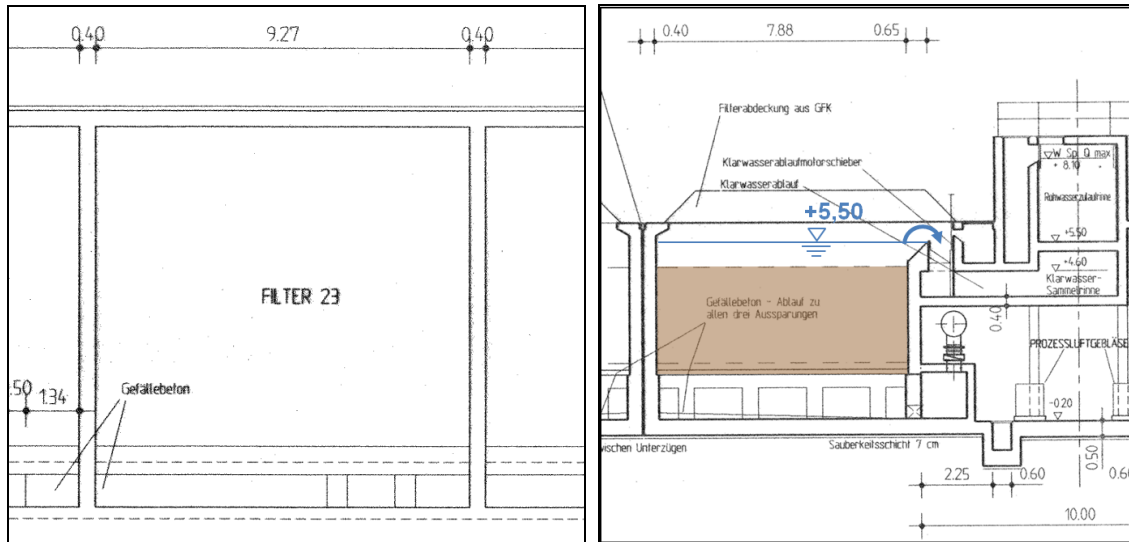 0.40 9.27 0.40
FILTER 23
.50 1.34
Gefällebeton
0.40 7.88 0.65
Filterabdeckung aus GFK
Klarwasserablaufmotorschieber
Klarwasserablauf
+5,50
W Sp Q max
+ 8.10
Rohwasserzulaufrinne
+5.50
+4.60
Klarwasser-
Sammelrinne
Gefällebeton - Ablauf zu
allen drei Aussparungen
0.40
PROZESSLUFTGEBLÄSE
-0.20
wischen Unterzügen
Sauberkeitsschicht 7 cm
0.50
2.25 0.60 0.6
10.00